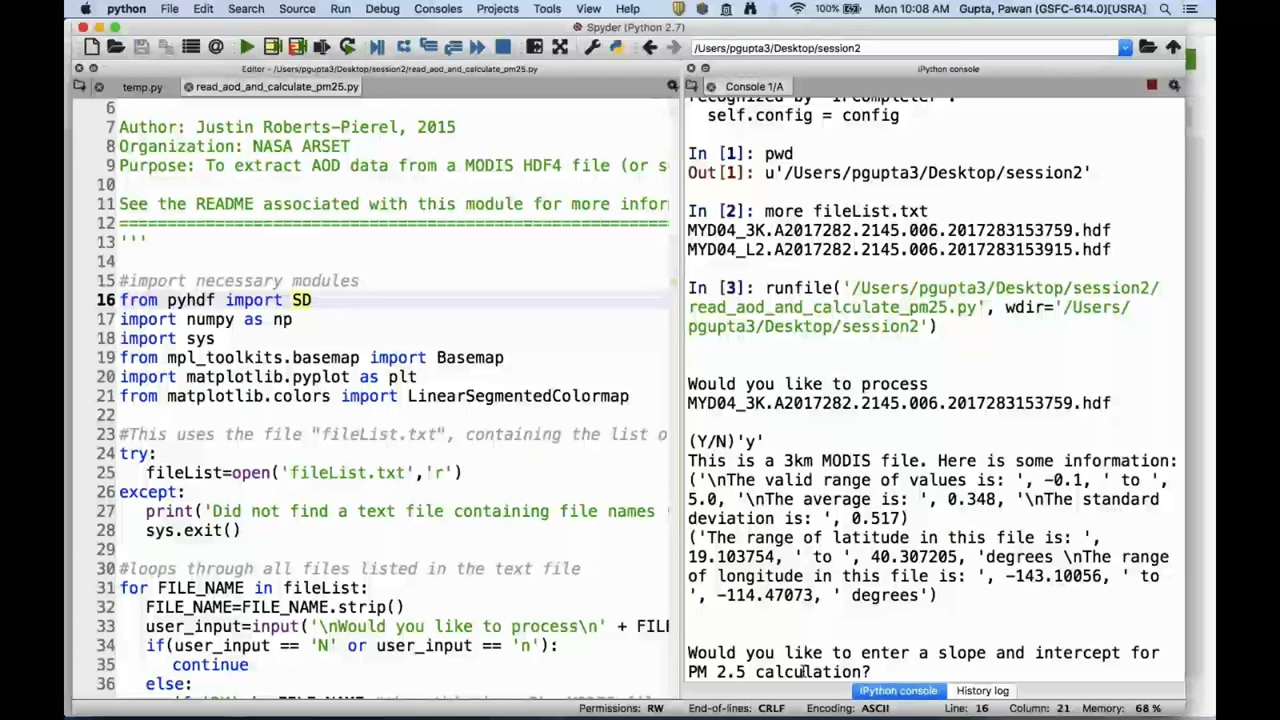 python File Edit Search Source Run Debug Consoles Projects Tools View Help 100% Mon 10:08 AM Gupta, Pawan (GSFC-614.0)[USRA]
Spyder (Python 2.7)
/Users/pgupta3/Desktop/session2
Editor - /Users/pgupta3/Desktop/session2/read_aod_and_calculate_pm25.py
temp.py read_aod_and_calculate_pm25.py
6
7 Author: Justin Roberts-Pierel, 2015
8 Organization: NASA ARSET
9 Purpose: To extract AOD data from a MODIS HDF4 file (or s
10
11 See the README associated with this module for more infor
12 ==========================================================
13 '''
14
15 #import necessary modules
16 from pyhdf import SD
17 import numpy as np
18 import sys
19 from mpl_toolkits.basemap import Basemap
20 import matplotlib.pyplot as plt
21 from matplotlib.colors import LinearSegmentedColormap
22
23 #This uses the file "fileList.txt", containing the list o
24 try:
25 fileList=open('fileList.txt','r')
26 except:
27 print('Did not find a text file containing file names
28 sys.exit()
29
30 #loops through all files listed in the text file
31 for FILE_NAME in fileList:
32 FILE_NAME=FILE_NAME.strip()
33 user_input=input('\nWould you like to process\n' + FIL
34 if(user_input == 'N' or user_input == 'n'):
35 continue
36 else:
IPython console
Console 1/A
self.config = config
In [1]: pwd
Out[1]: u'/Users/pgupta3/Desktop/session2'
In [2]: more fileList.txt
MYD04_3K.A2017282.2145.006.2017283153759.hdf
MYD04_L2.A2017282.2145.006.2017283153915.hdf
In [3]: runfile('/Users/pgupta3/Desktop/session2/
read_aod_and_calculate_pm25.py', wdir='/Users/
pgupta3/Desktop/session2')
Would you like to process
MYD04_3K.A2017282.2145.006.2017283153759.hdf
(Y/N)'y'
This is a 3km MODIS file. Here is some information:
('\nThe valid range of values is: ', -0.1, ' to ',
5.0, '\nThe average is: ', 0.348, '\nThe standard
deviation is: ', 0.517)
('The range of latitude in this file is: ',
19.103754, ' to ', 40.307205, 'degrees \nThe range
of longitude in this file is: ', -143.10056, ' to
', -114.47073, ' degrees')
Would you like to enter a slope and intercept for
PM 2.5 calculation?
IPython console History log
Permissions: RW End-of-lines: CRLF Encoding: ASCII Line: 16 Column: 21 Memory: 68 %